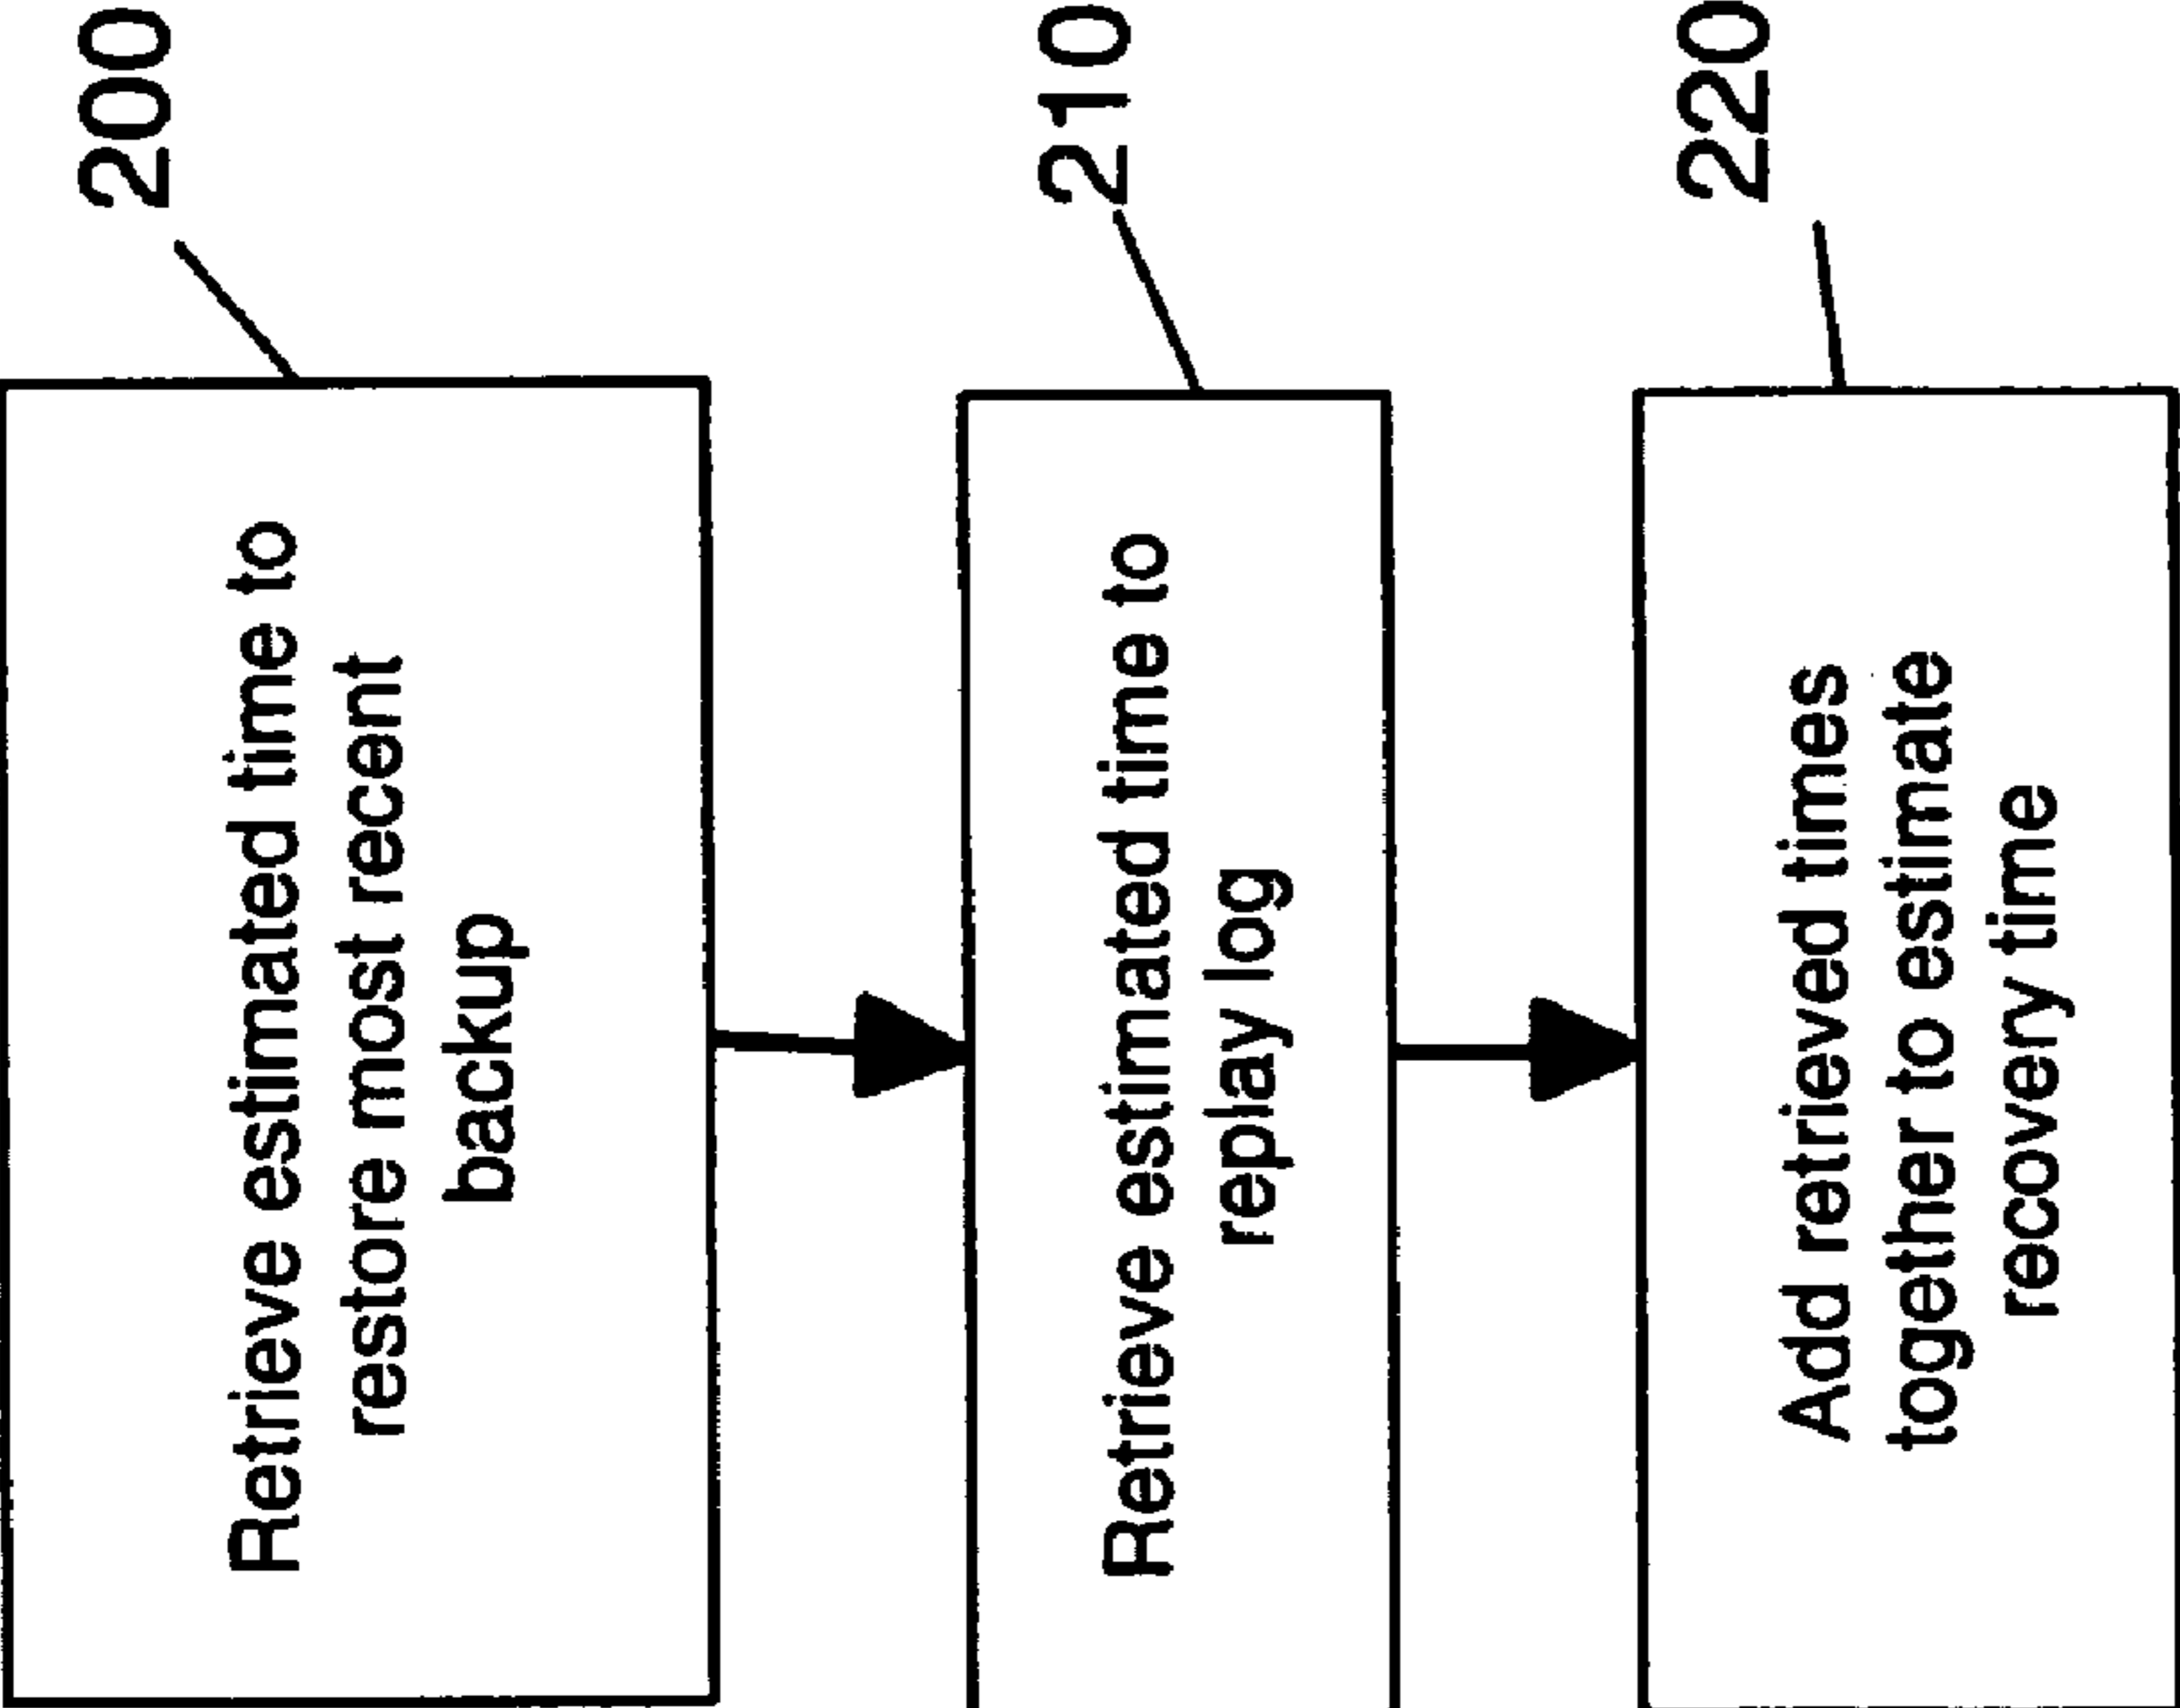 Retrieve estimated time to
restore most recent
backup
200
Retrieve estimated time to
replay log
210
Add retrieved times
together to estimate
recovery time
220